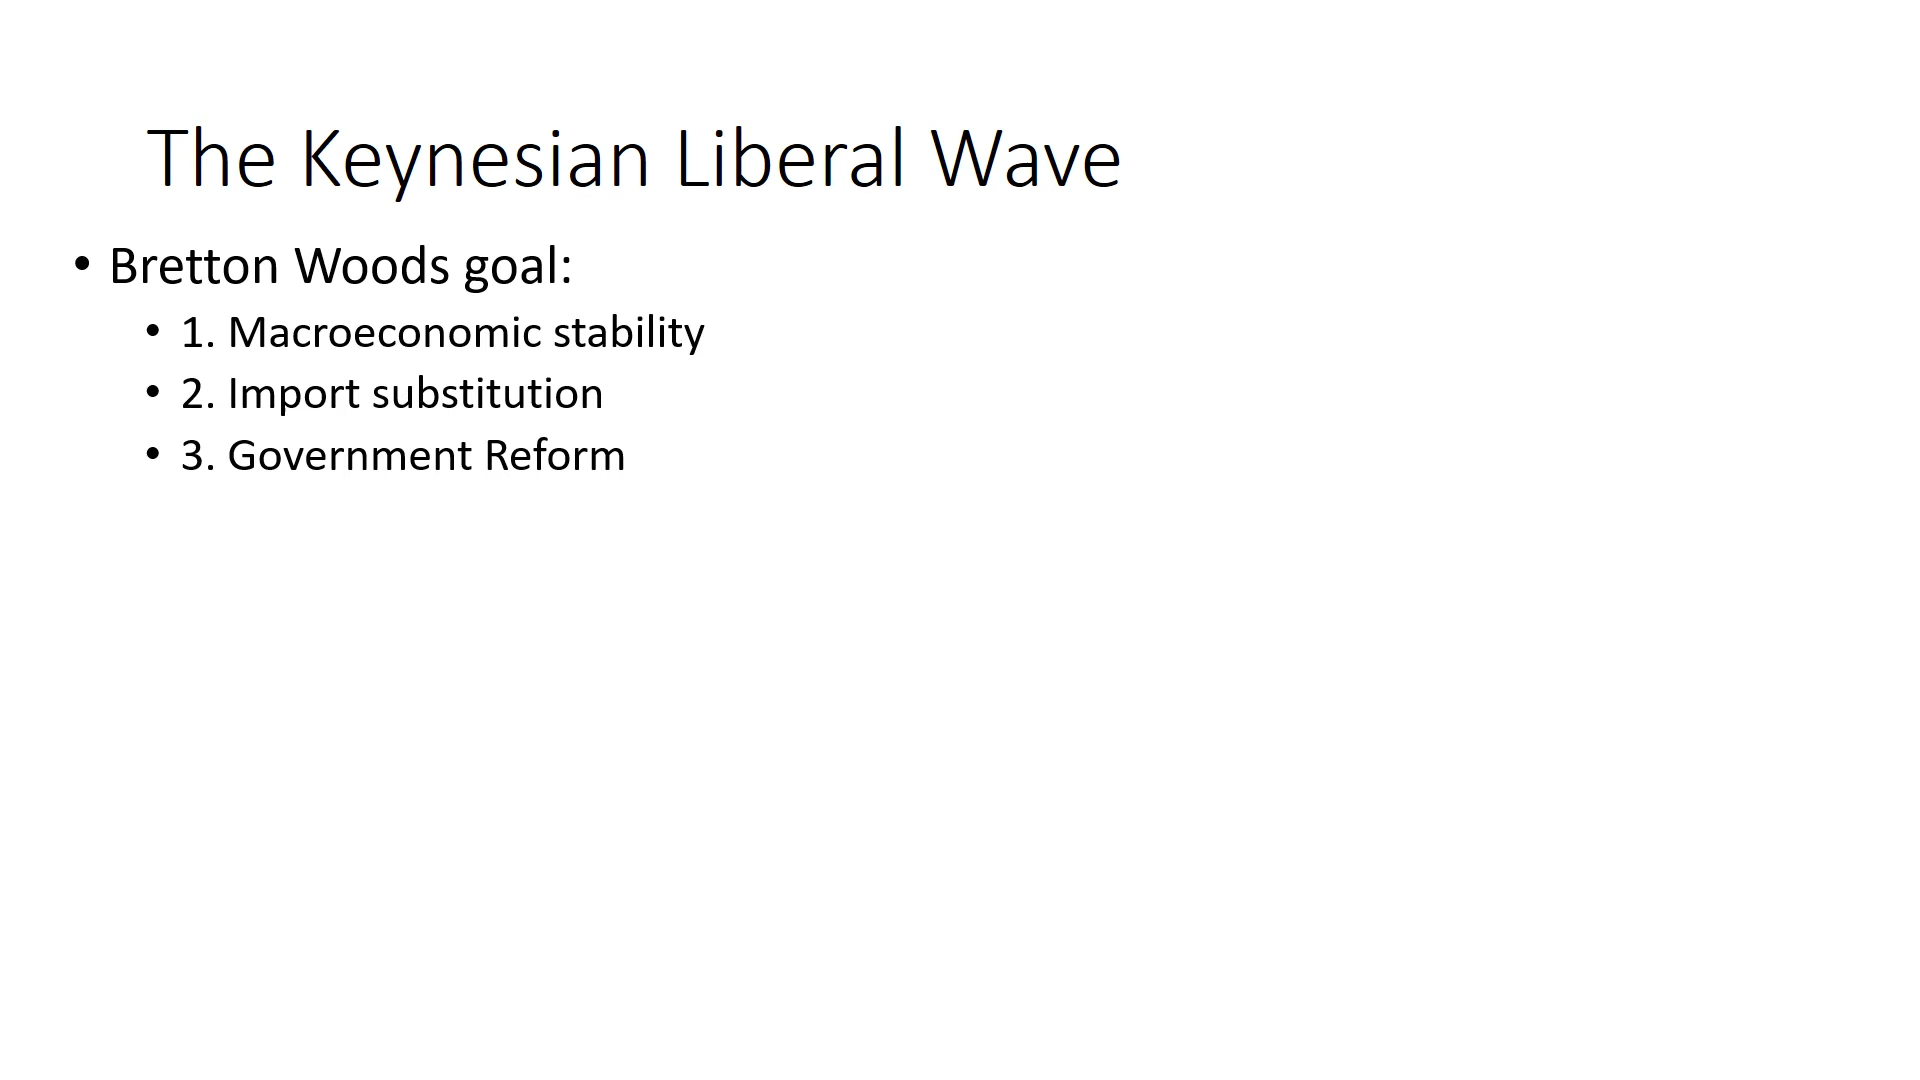 The Keynesian Liberal Wave
• Bretton Woods goal:
• 1. Macroeconomic stability
• 2. Import substitution
• 3. Government Reform